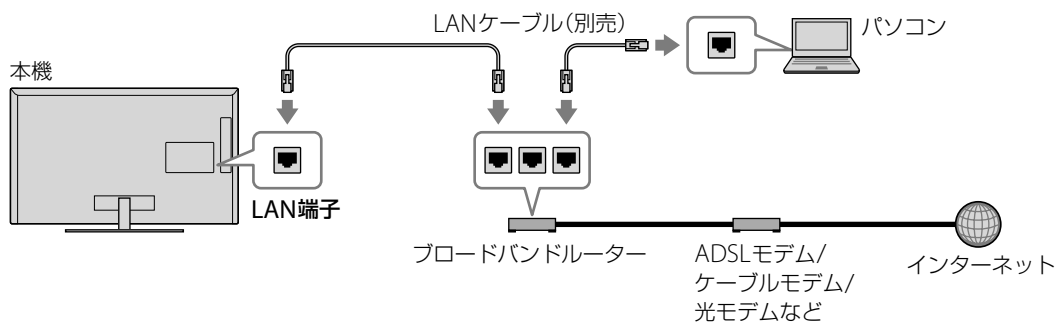 LANケーブル（別売）
パソコン
本機
LAN端子
ブロードバンドルーター
ADSLモデム/
ケーブルモデム/
光モデムなど
インターネット